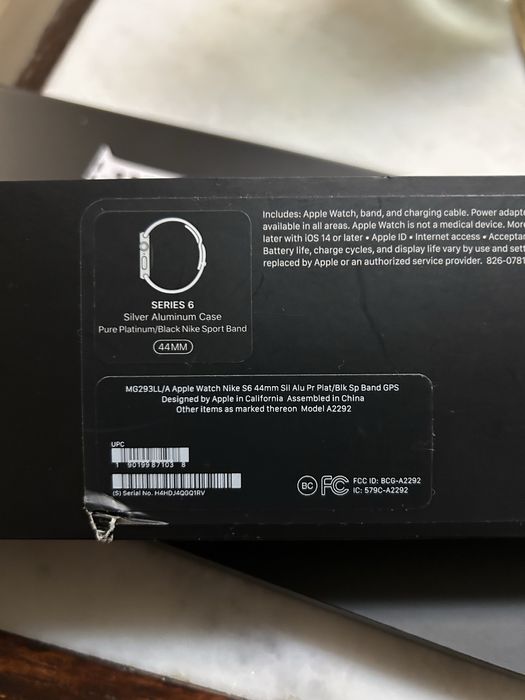 Includes: Apple Watch, band, and charging cable. Power adapte
available in all areas. Apple Watch is not a medical device. Mor
later with iOS 14 or later • Apple ID • Internet access • Acceptan
Battery life, charge cycles, and display life vary by use and sett
replaced by Apple or an authorized service provider. 826-0781
SERIES 6
Silver Aluminum Case
Pure Platinum/Black Nike Sport Band
44MM
MG293LL/A Apple Watch Nike S6 44mm Sil Alu Pr Plat/Blk Sp Band GPS
Designed by Apple in California Assembled in China
Other items as marked thereon Model A2292
UPC
1 90199 87103 8
(S) Serial No. H4HDJ4QGQ1RV
BC FC
FCC ID: BCG-A2292
IC: 579C-A2292